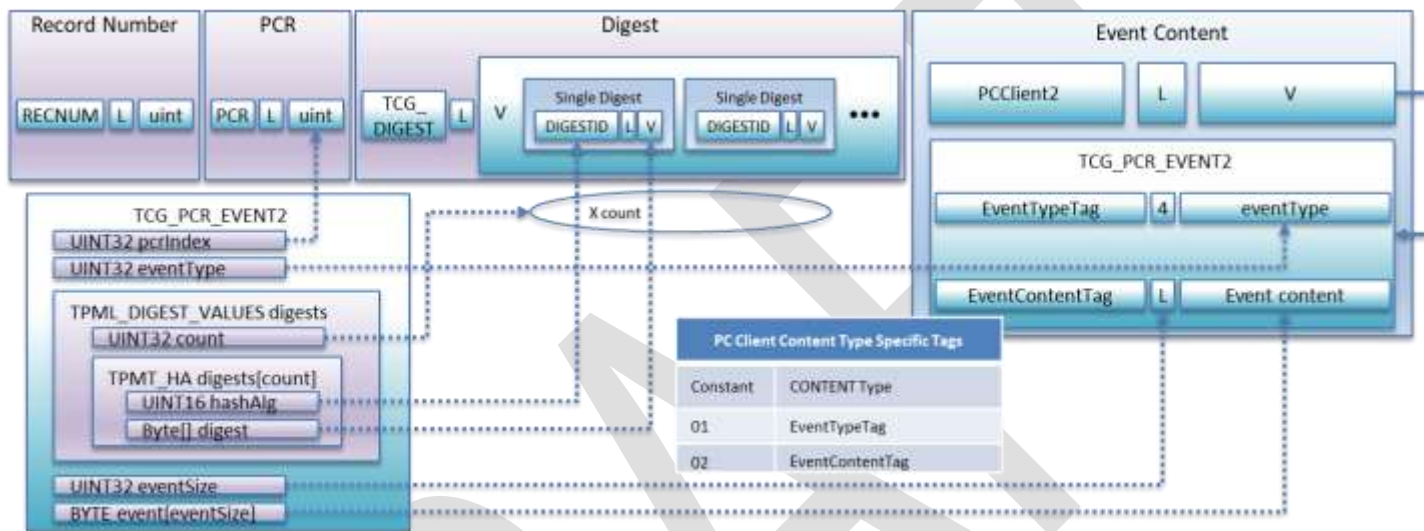 Record Number
PCR
Digest
Event Content
RECNUM L uint
PCR L uint
TCG_
DIGEST
L
V
Single Digest
DIGESTID L V
Single Digest
DIGESTID L V
•••
PCClient2
L
V
TCG_PCR_EVENT2
EventTypeTag 4 eventType
EventContentTag L Event content
TCG_PCR_EVENT2
UINT32 pcrIndex
UINT32 eventType
TPML_DIGEST_VALUES digests
UINT32 count
TPMT_HA digests[count]
UINT16 hashAlg
Byte[] digest
UINT32 eventSize
BYTE event[eventSize]
X count
PC Client Content Type Specific Tags
Constant CONTENT Type
01 EventTypeTag
02 EventContentTag